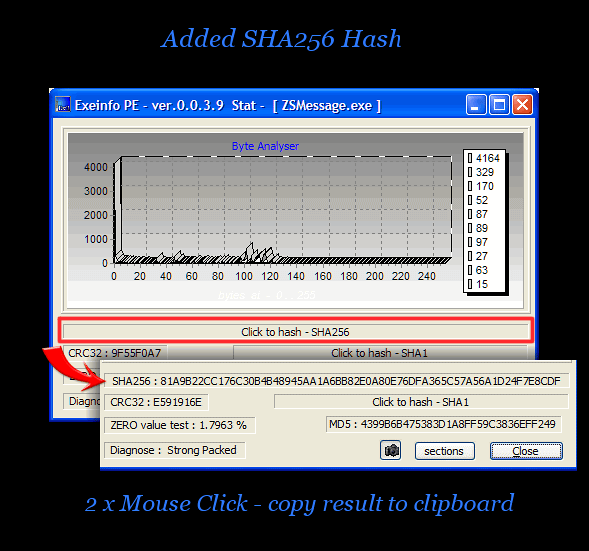 Added SHA256 Hash
Exeinfo PE - ver.0.0.3.9 Stat - [ ZSMessage.exe ]
Byte Analyser
4000
3000
2000
1000
0
0 20 40 60 80 100 120 140 160 180 200 220 240
4164
329
170
52
87
89
97
27
63
15
Click to hash - SHA256
CRC32 : 9F55F0A7
Click to hash - SHA1
Diagno
SHA256 : 81A9B22CC176C30B4B48945AA1A6BB82E0A80E76DFA365C57A56A1D24F7E8CDF
CRC32 : E591916E
Click to hash - SHA1
ZERO value test : 1.7963 %
MD5 : 4399B6B475383D1A8FF59C3836EFF249
Diagnose : Strong Packed
sections
Close
2 x Mouse Click - copy result to clipboard